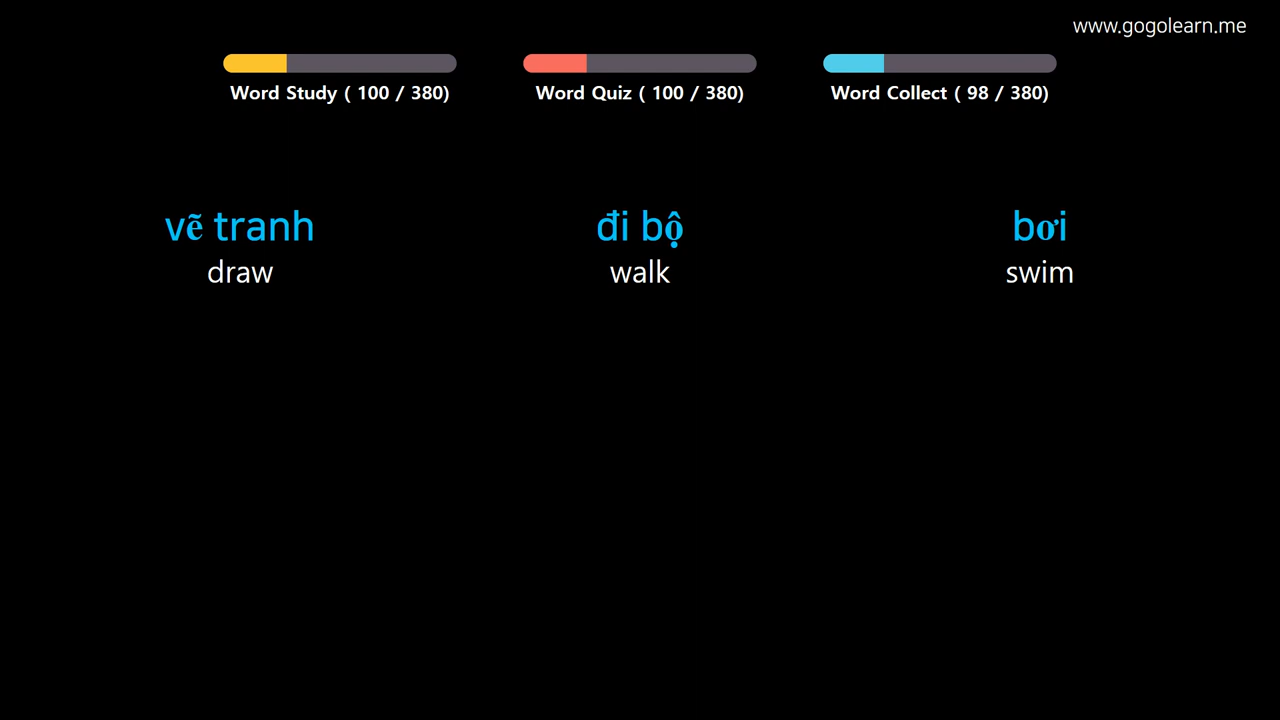 www.gogolearn.me
Word Study ( 100 / 380)
Word Quiz ( 100 / 380)
Word Collect ( 98 / 380)
vẽ tranh
draw
đi bộ
walk
bơi
swim